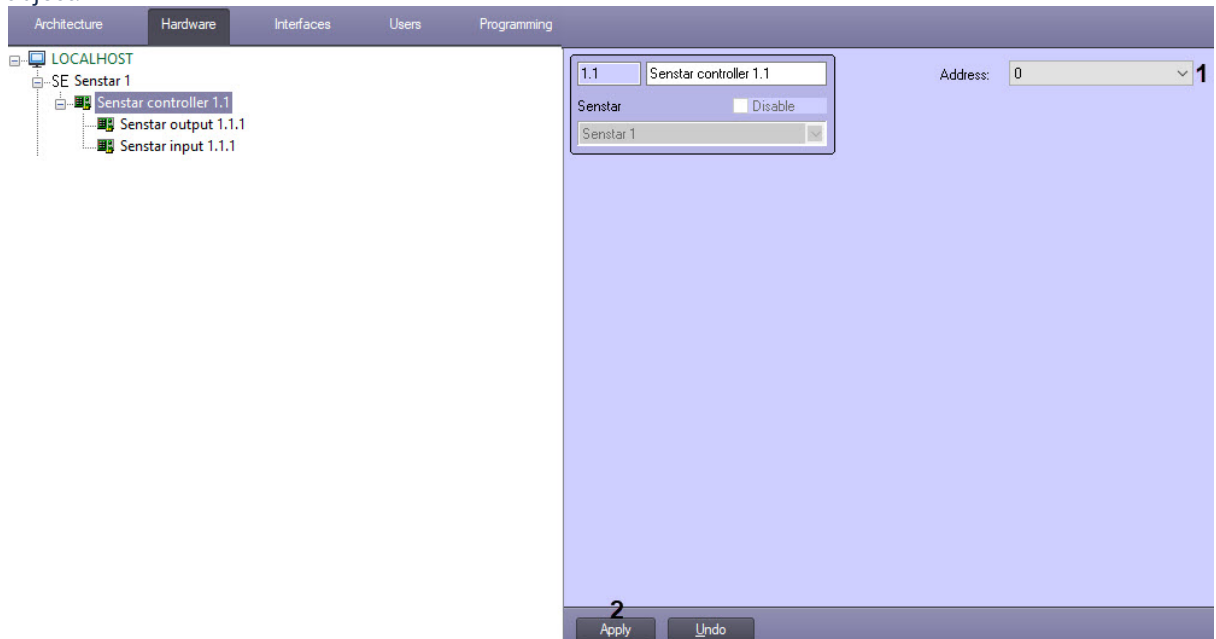 Architecture Hardware Interfaces Users Programming
LOCALHOST
SE Senstar 1
Senstar controller 1.1
Senstar output 1.1.1
Senstar input 1.1.1
1.1 Senstar controller 1.1
Senstar Disable
Senstar 1
Address: 0 1
2
Apply Undo